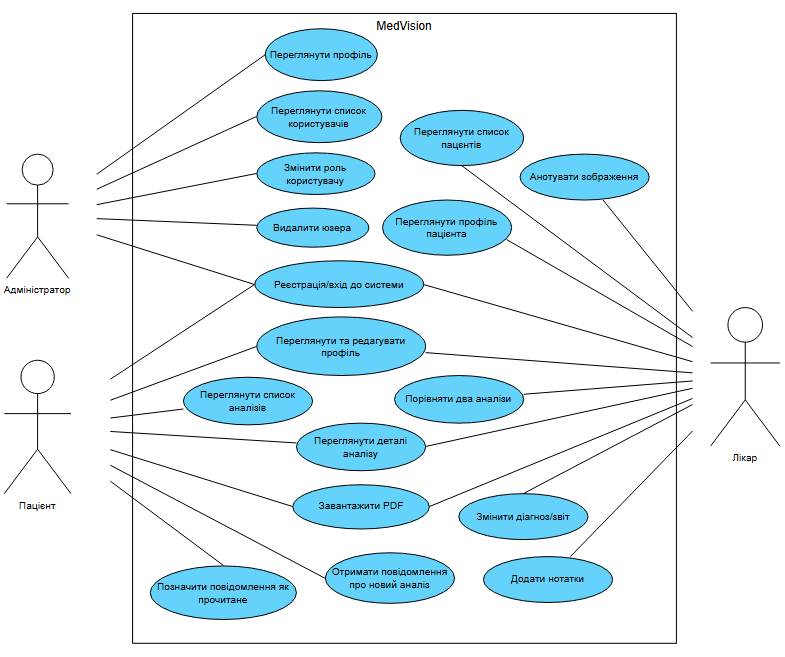 MedVision
Переглянути профіль
Переглянути список
користувачів
Переглянути список
пацєнтів
Змінити роль
користувачу
Анотувати зображення
Видалити юзера
Переглянути профіль
пацієнта
Адміністратор
Реєстрація/вхід до системи
Переглянути та редагувати
профіль
Переглянути список
аналізів
Порівняти два аналізи
Переглянути деталі
аналізу
Лікар
Пацієнт
Завантажити PDF
Змінити діагноз/звіт
Позначити повідомлення як
прочитане
Отримати повідомлення
про новий аналіз
Додати нотатки